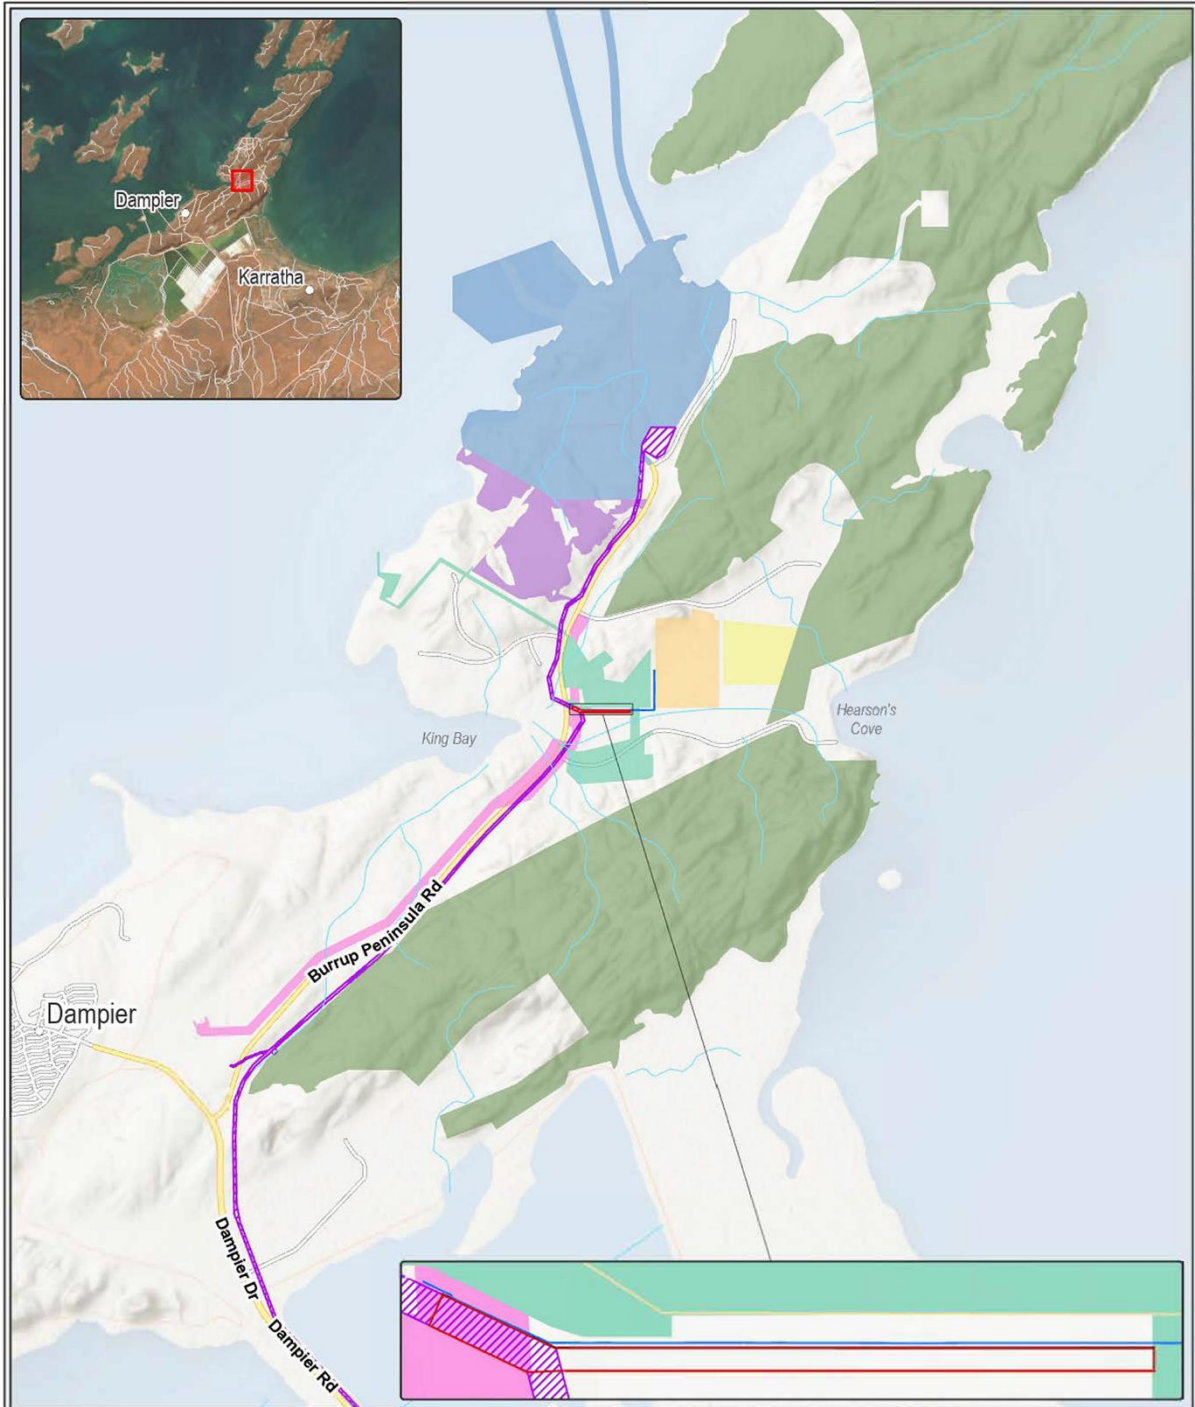 Dampier
Karratha
Hearson's
Cove
King Bay
Burrup Peninsula Rd
Dampier
Dampier Dr
Dampier Rd